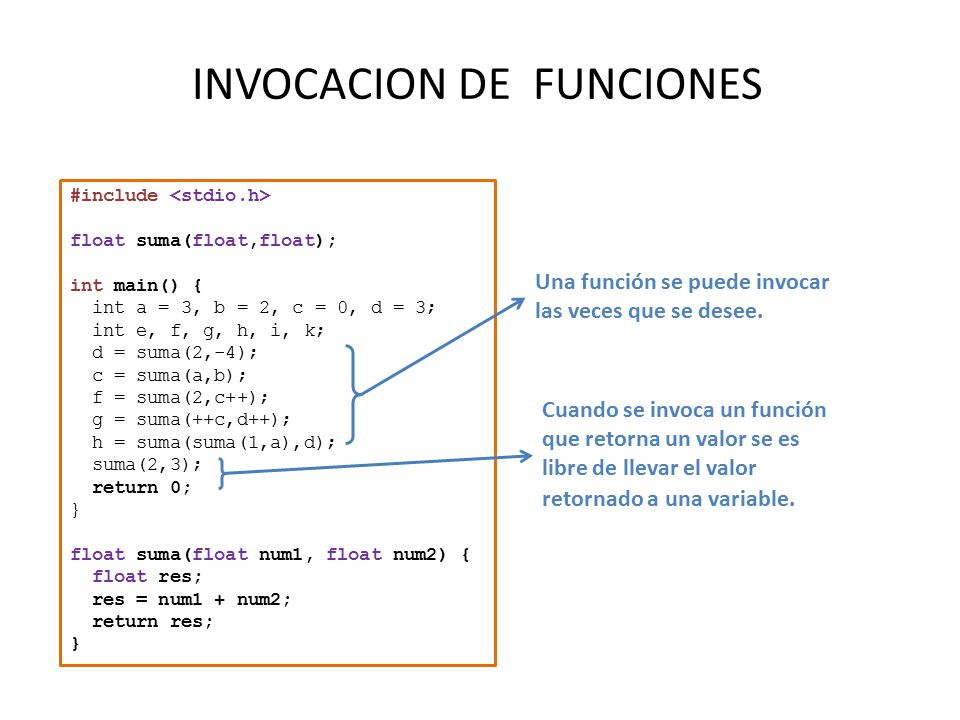 INVOCACION DE FUNCIONES
#include <stdio.h>
float suma(float,float);
int main() {
int a = 3, b = 2, c = 0, d = 3;
int e, f, g, h, i, k;
d = suma(2,-4);
c = suma(a,b);
f = suma(2,c++);
g = suma(++c,d++);
h = suma(suma(1,a),d);
suma(2,3);
return 0;
}
float suma(float num1, float num2) {
float res;
res = num1 + num2;
return res;
}
Una función se puede invocar
las veces que se desee.
Cuando se invoca un función
que retorna un valor se es
libre de llevar el valor
retornado a una variable.